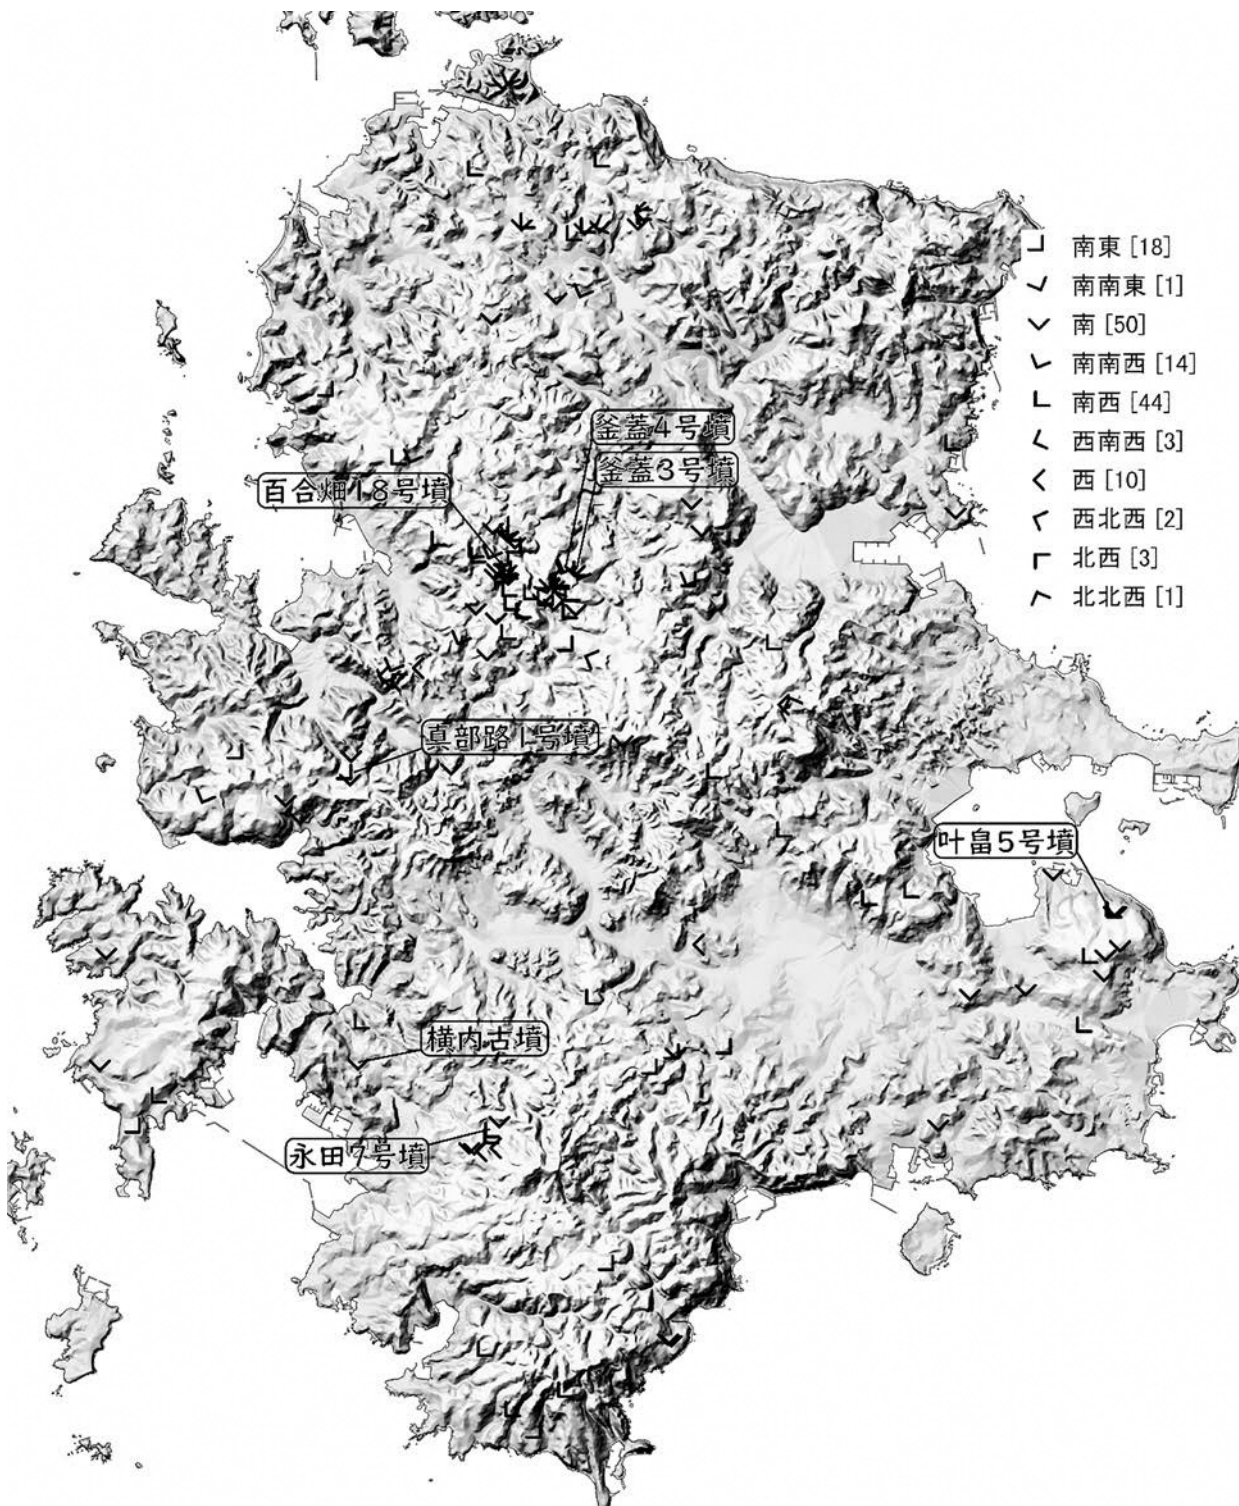 南東 [18]
南南東 [1]
南 [50]
南南西 [14]
南西 [44]
西南西 [3]
西 [10]
西北西 [2]
北西 [3]
北北西 [1]
釜蓋4号墳
釜蓋3号墳
百合畑18号墳
真部路1号墳
叶畠5号墳
横内古墳
永田7号墳